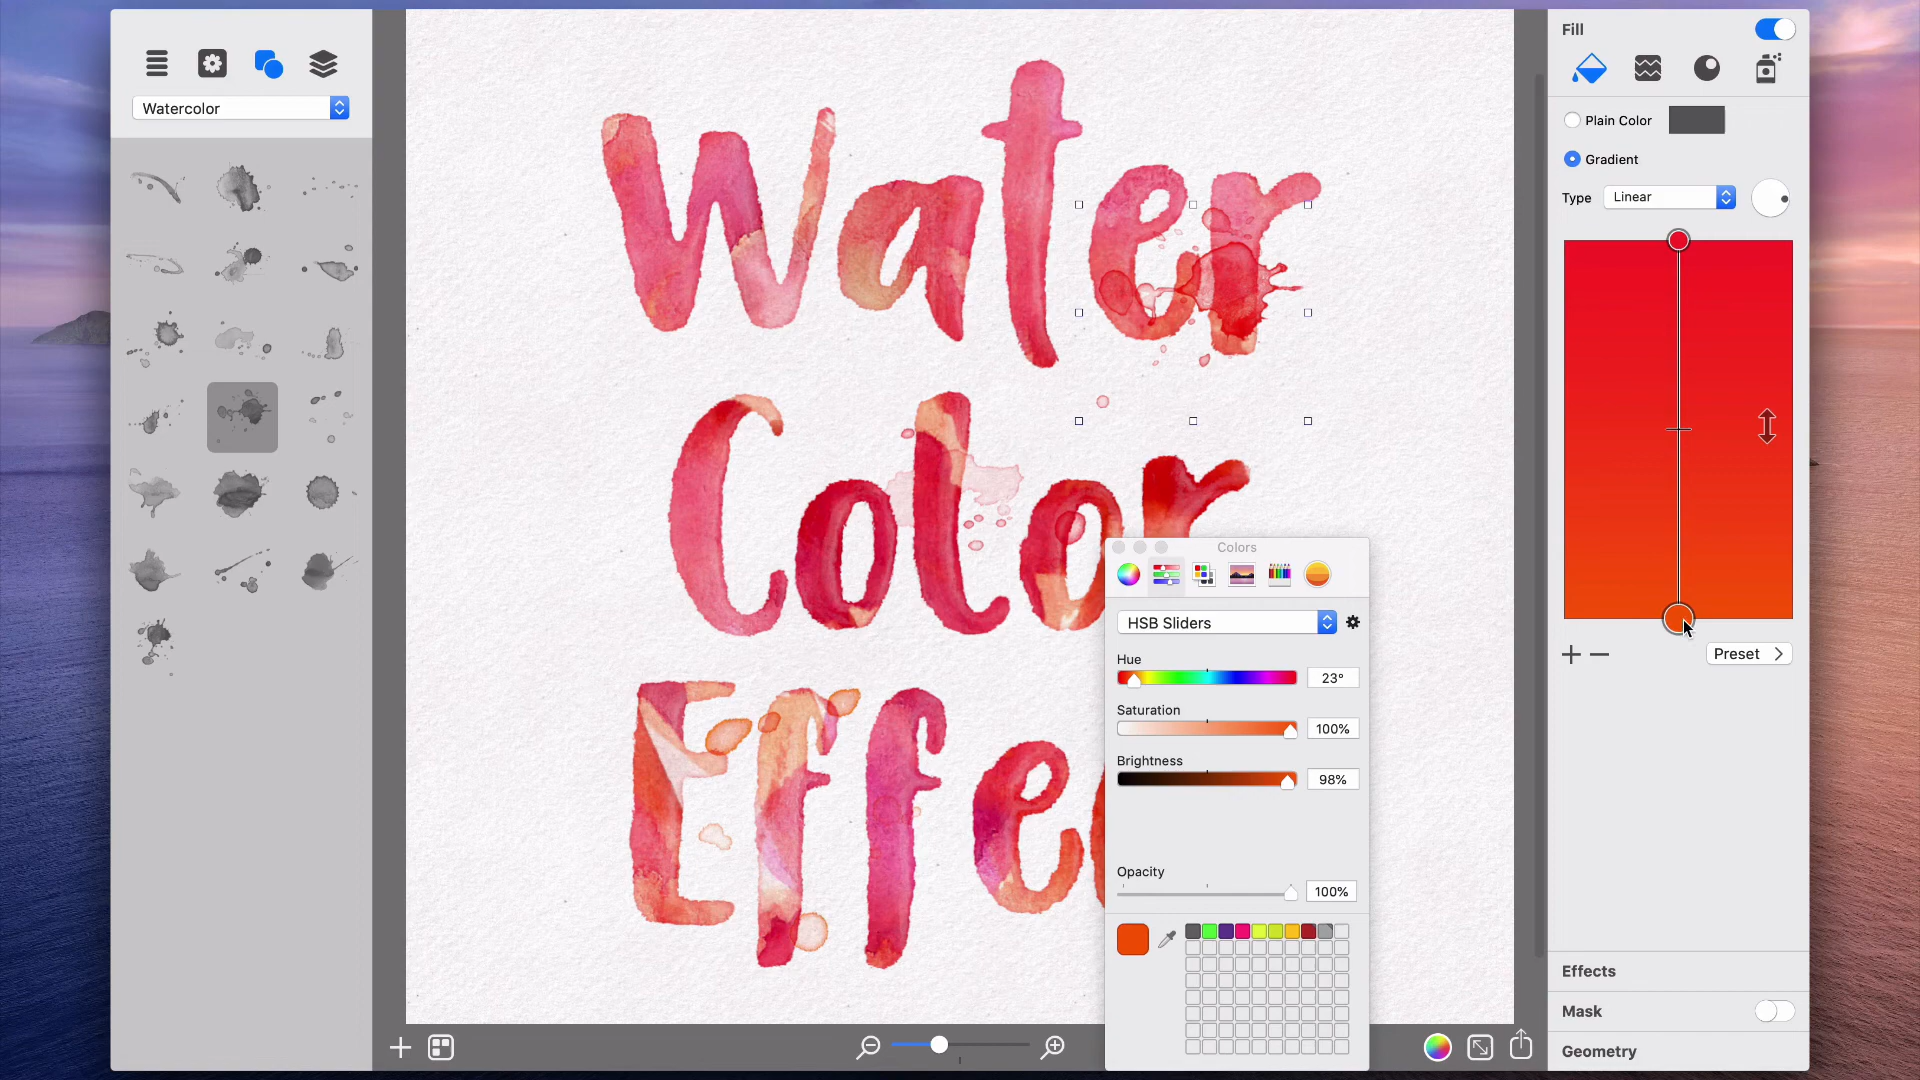 Watercolor
Water
Color
Effe
Colors
HSB Sliders
Hue
23°
Saturation
100%
Brightness
98%
Opacity
100%
Fill
Plain Color
Gradient
Type
Linear
Preset
Effects
Mask
Geometry